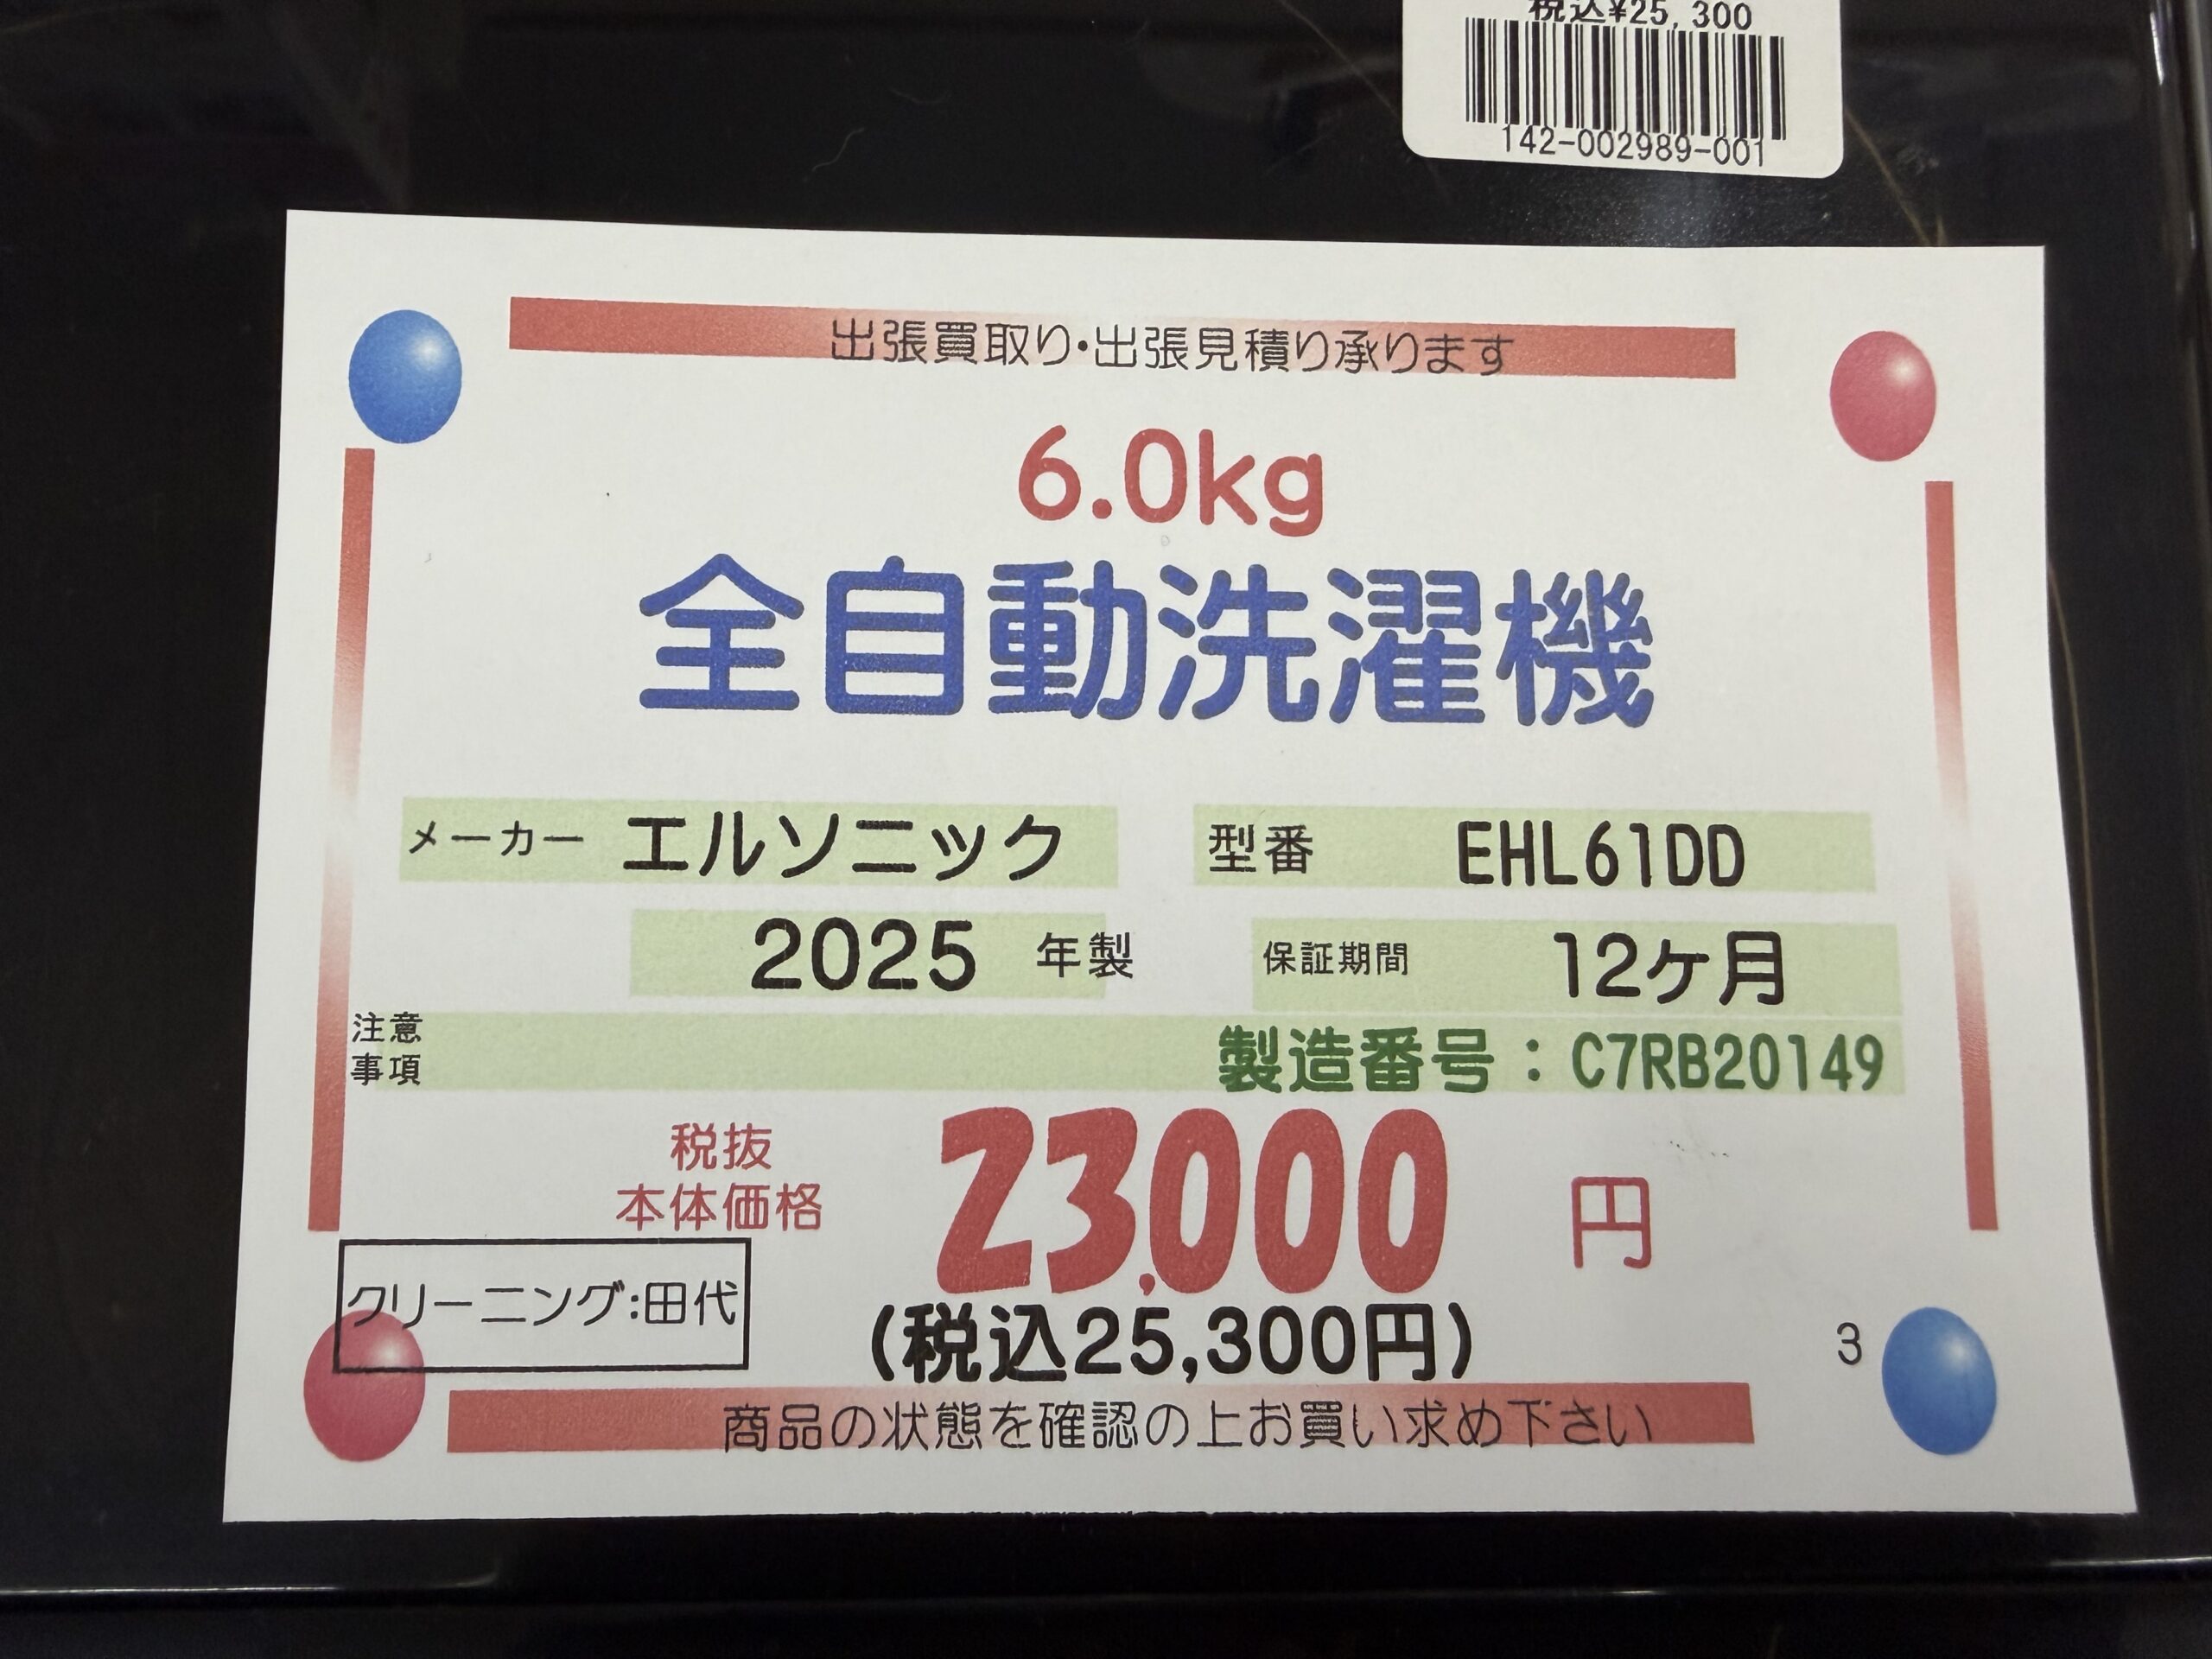 税込¥25,300
142-002989-001
出張買取り・出張見積り承ります
6.0kg
全自動洗濯機
メーカー エルソニック 型番 EHL61DD
2025 年製 保証期間 12ヶ月
注意事項 製造番号：C7RB20149
税抜
本体価格 23,000 円
クリーニング:田代
(税込25,300円)
3
商品の状態を確認の上お買い求め下さい